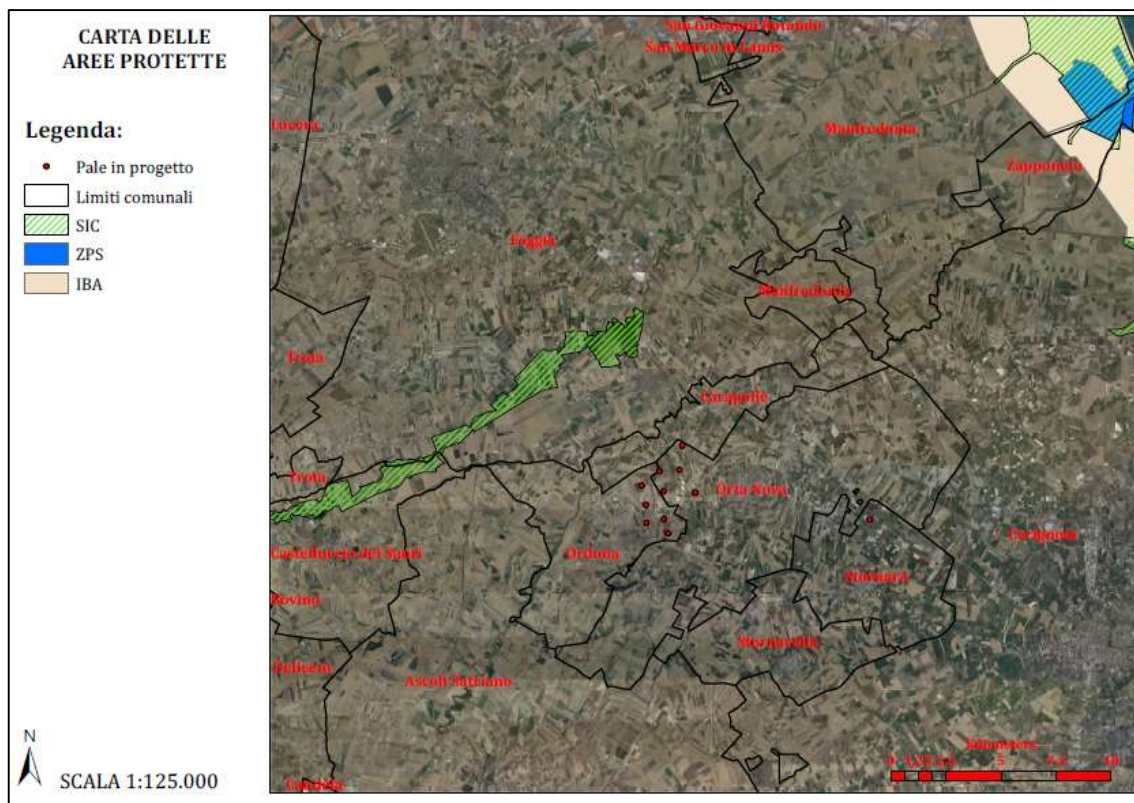 CARTA DELLE
AREE PROTETTE
Legenda:
Pale in progetto
Limiti comunali
SIC
ZPS
IBA
N
SCALA 1:125.000
San Giovanni Rotondo
San Marco in Lamis
Lucera
Manfredonia
Zapponeta
Foggia
Manfredonia
Troia
Carapelle
Troia
Orta Nova
Castelluccio dei Sauri
Ordona
Cerignola
Stornara
Bovino
Stornarella
Deliceto
Ascoli Satriano
Candela
Kilometers
0
5
10